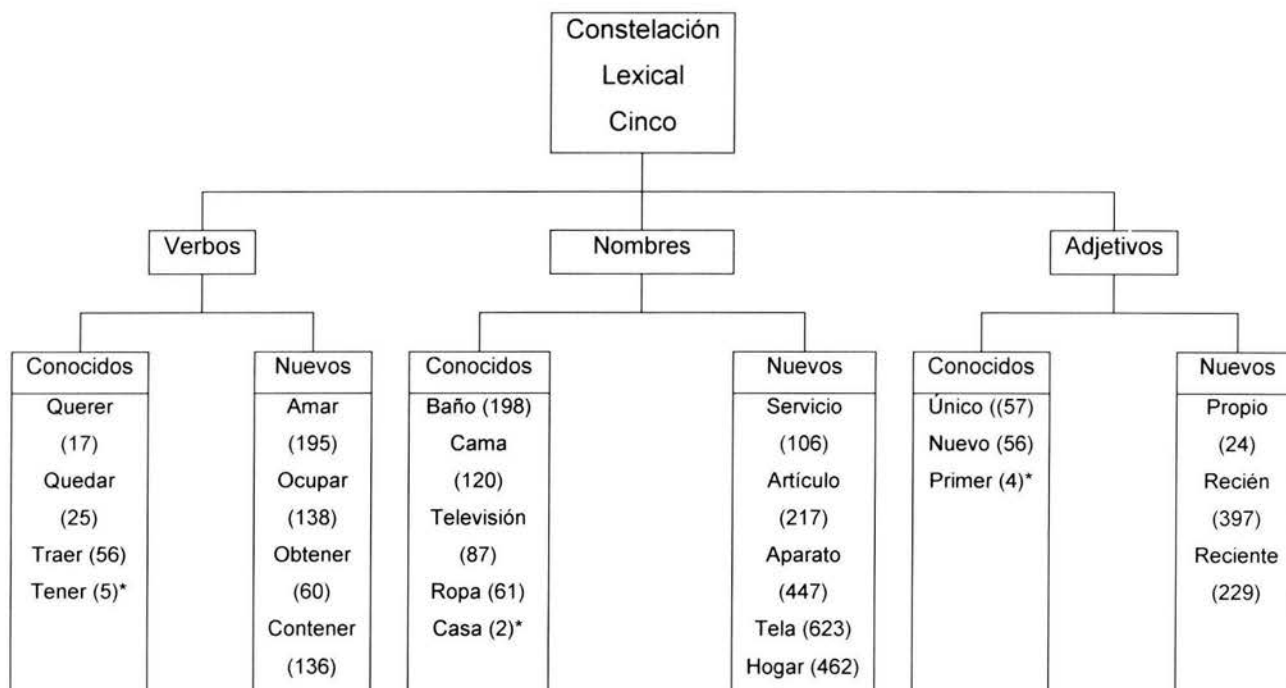 Constelación
Lexical
Cinco
Verbos
Nombres
Adjetivos
Conocidos
Querer
(17)
Quedar
(25)
Traer (56)
Tener (5)*
Nuevos
Amar
(195)
Ocupar
(138)
Obtener
(60)
Contener
(136)
Conocidos
Baño (198)
Cama
(120)
Televisión
(87)
Ropa (61)
Casa (2)*
Nuevos
Servicio
(106)
Artículo
(217)
Aparato
(447)
Tela (623)
Hogar (462)
Conocidos
Único ((57)
Nuevo (56)
Primer (4)*
Nuevos
Propio
(24)
Recién
(397)
Reciente
(229)